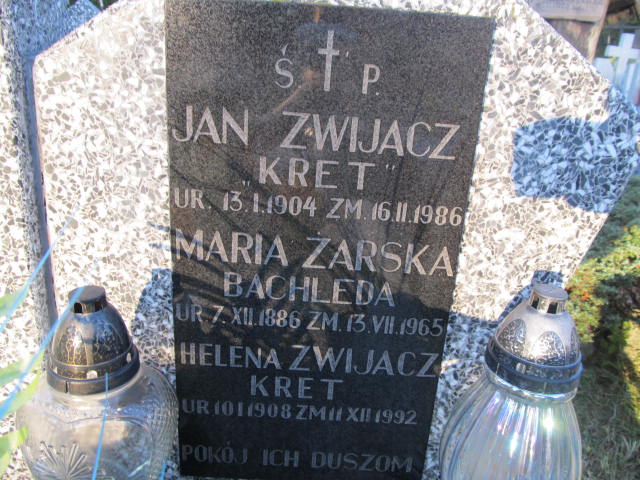 Ś † P.
JAN ZWIJACZ
„KRET"
UR. 13.I.1904 ZM.16.II.1986
MARIA ŻARSKA
BACHLEDA
UR 7.XII.1886 ZM.13.VII.1965
HELENA ZWIJACZ
KRET
UR 10 I 1908 ZM 11 XII 1992
POKÓJ ICH DUSZOM